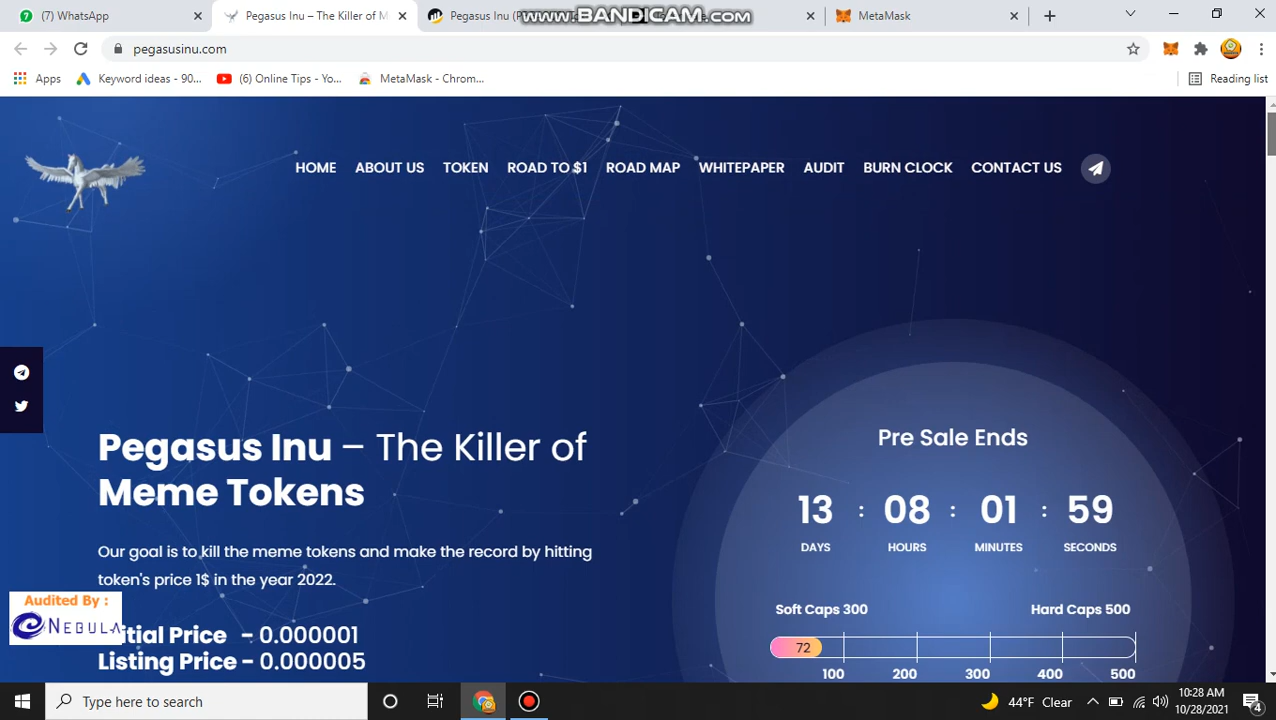 (7) WhatsApp
Pegasus Inu – The Killer of M
Pegasus Inu (P
MetaMask
www.BANDICAM.com
pegasusinu.com
Apps
Keyword ideas - 90...
(6) Online Tips - Yo...
MetaMask - Chrom...
Reading list
HOME
ABOUT US
TOKEN
ROAD TO $1
ROAD MAP
WHITEPAPER
AUDIT
BURN CLOCK
CONTACT US
Pegasus Inu – The Killer of
Meme Tokens
Our goal is to kill the meme tokens and make the record by hitting
token's price 1$ in the year 2022.
Audited By :
NEBULA
itial Price - 0.000001
Listing Price - 0.000005
Pre Sale Ends
13 : 08 : 01 : 59
DAYS HOURS MINUTES SECONDS
Soft Caps 300 Hard Caps 500
72
100 200 300 400 500
Type here to search
44°F Clear
10:28 AM
10/28/2021
4